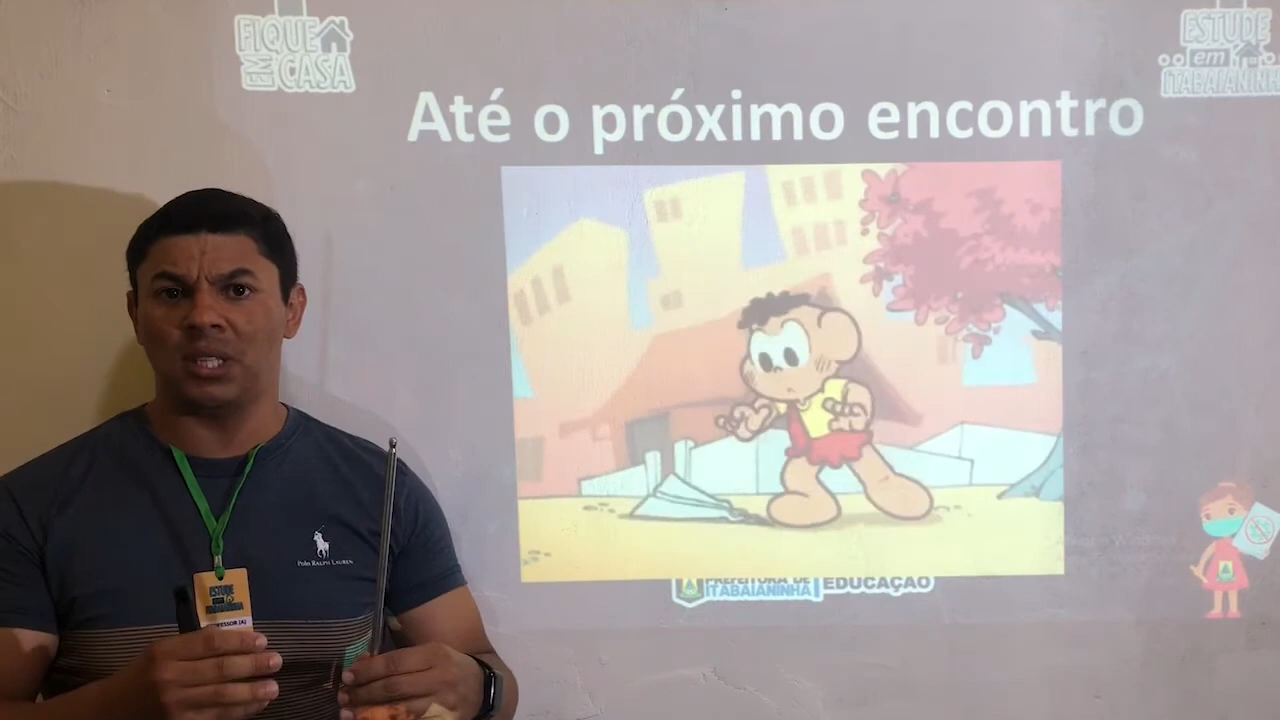 FIQUE
EM CASA
ESTUDE
em
ITABAIANINHA
Até o próximo encontro
Polo Ralph Lauren
ESTUDE
em
ITABAIANINHA
PROFESSOR (A)
PREFEITURA DE
ITABAIANINHA
EDUCAÇÃO